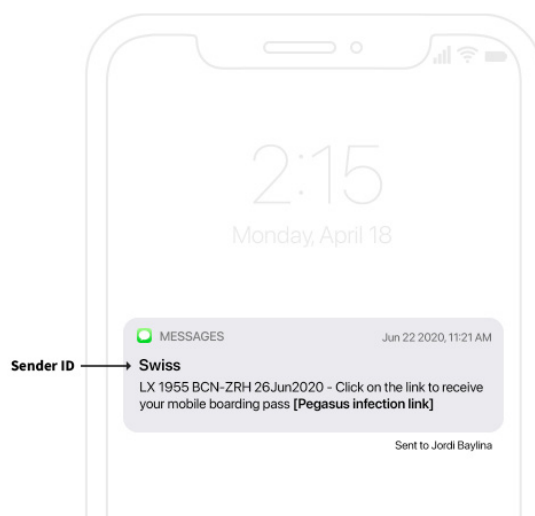 2:15
Monday, April 18
MESSAGES
Jun 22 2020, 11:21 AM
Sender ID
Swiss
LX 1955 BCN-ZRH 26Jun2020 - Click on the link to receive
your mobile boarding pass [Pegasus infection link]
Sent to Jordi Baylina